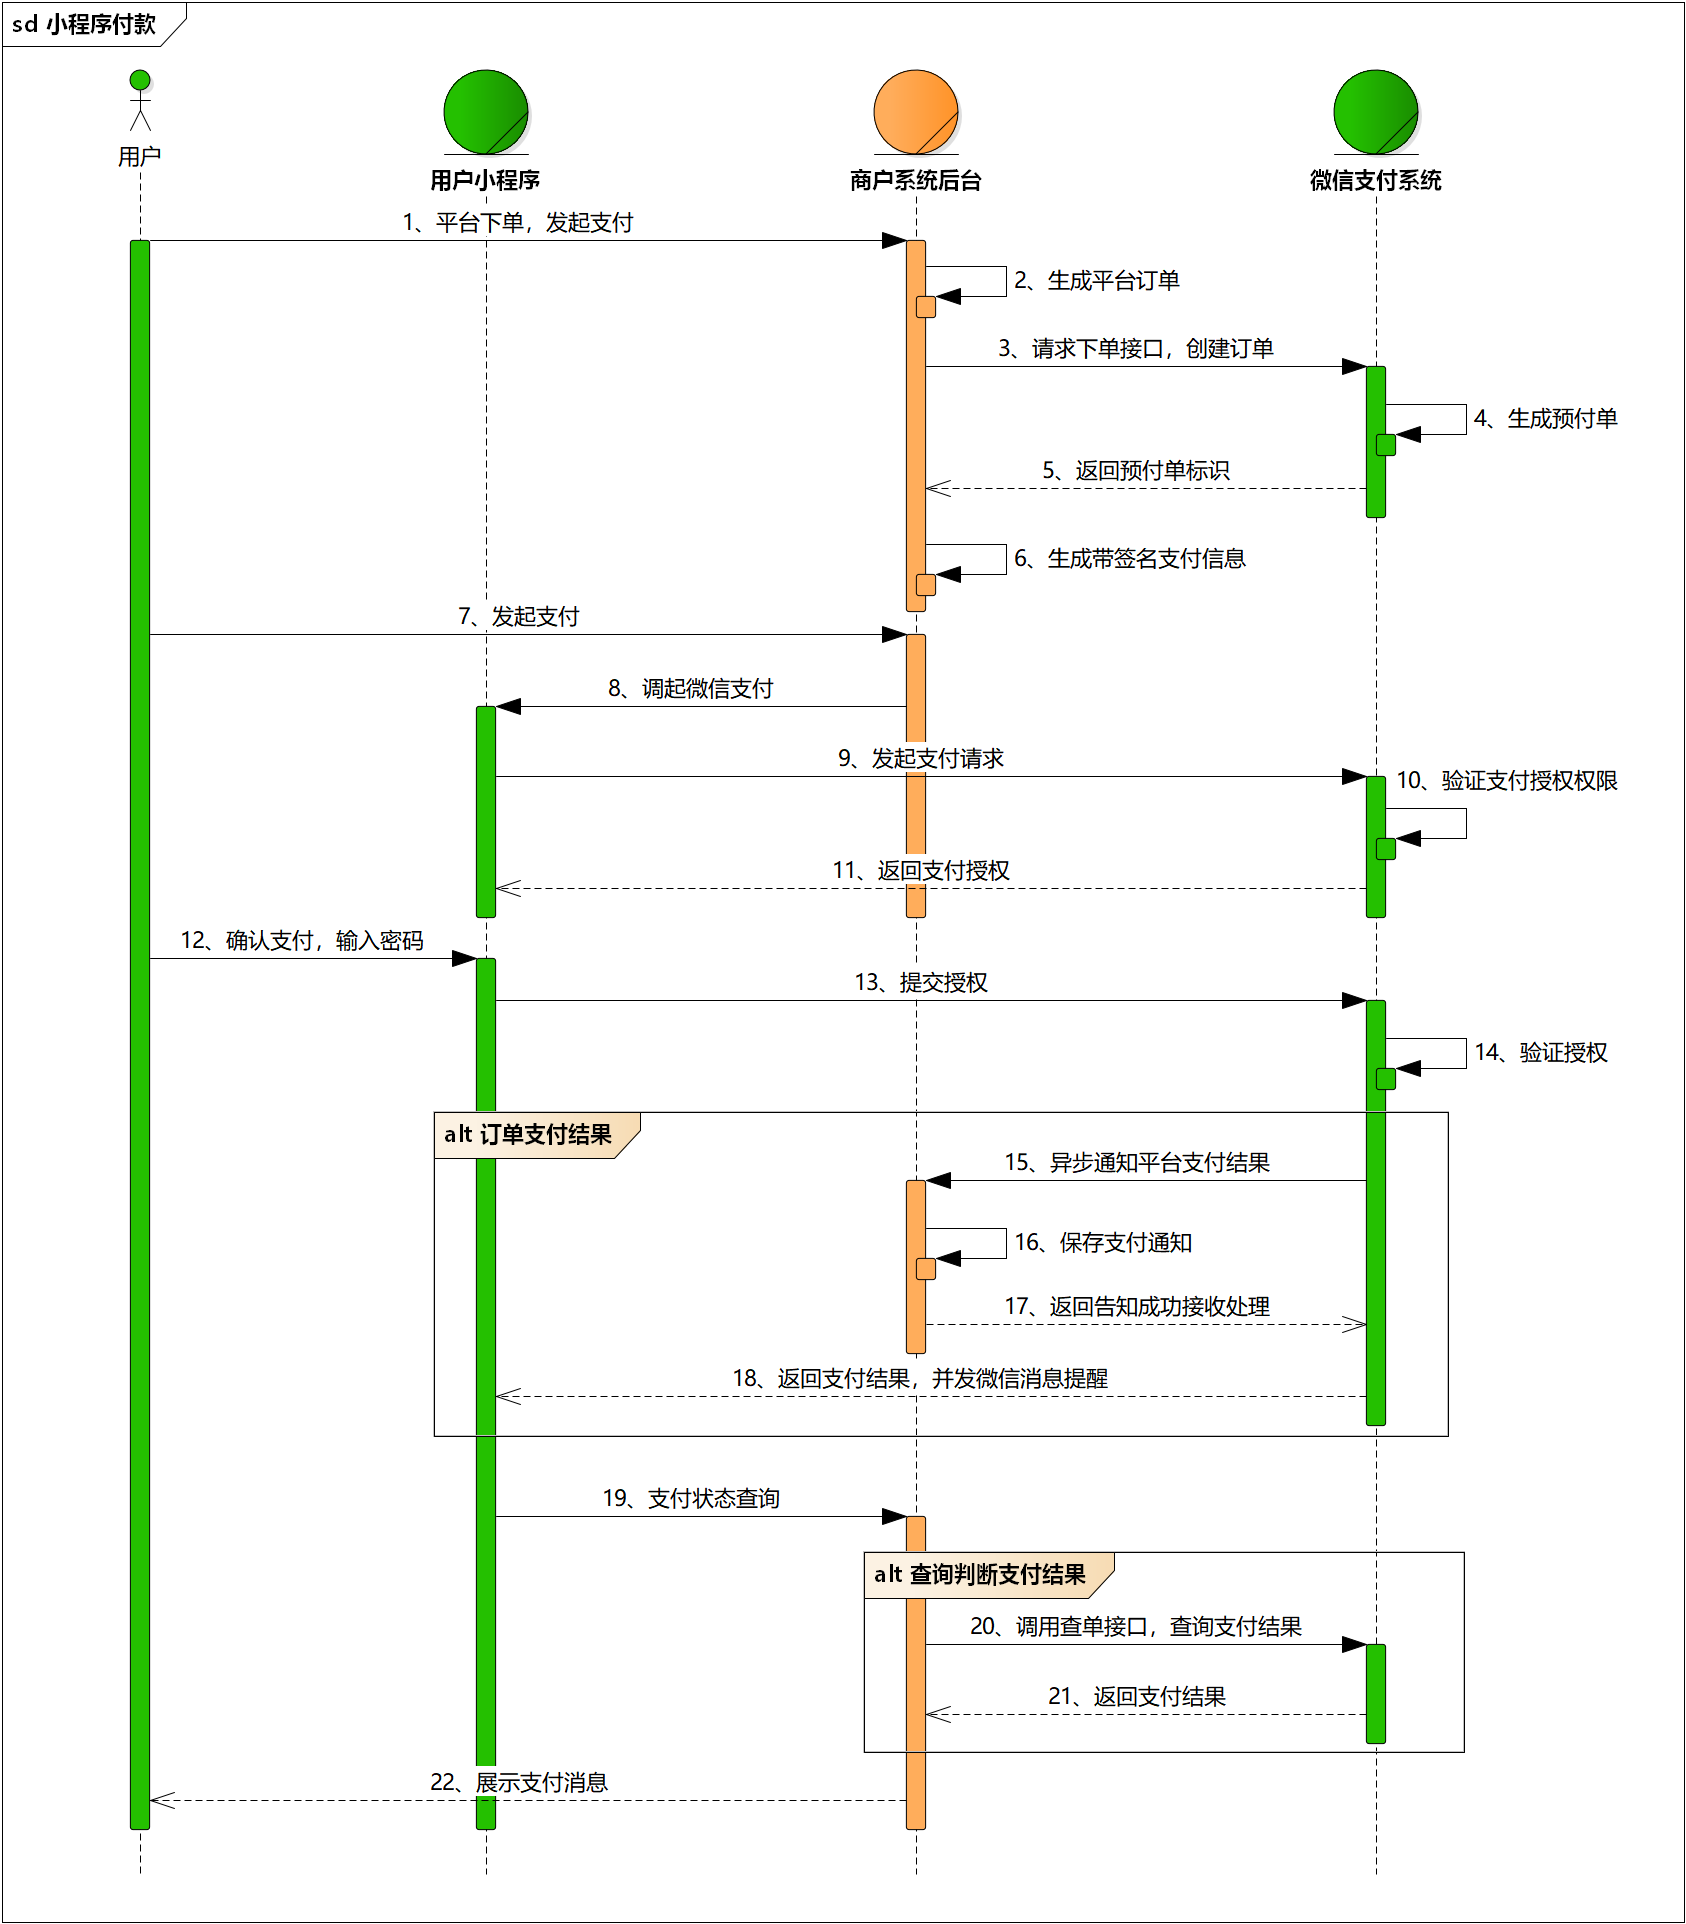 sd 小程序付款
用户
用户小程序
商户系统后台
微信支付系统
1、平台下单，发起支付
2、生成平台订单
3、请求下单接口，创建订单
4、生成预付单
5、返回预付单标识
6、生成带签名支付信息
7、发起支付
8、调起微信支付
9、发起支付请求
10、验证支付授权权限
11、返回支付授权
12、确认支付，输入密码
13、提交授权
14、验证授权
alt 订单支付结果
15、异步通知平台支付结果
16、保存支付通知
17、返回告知成功接收处理
18、返回支付结果，并发微信消息提醒
19、支付状态查询
alt 查询判断支付结果
20、调用查单接口，查询支付结果
21、返回支付结果
22、展示支付消息